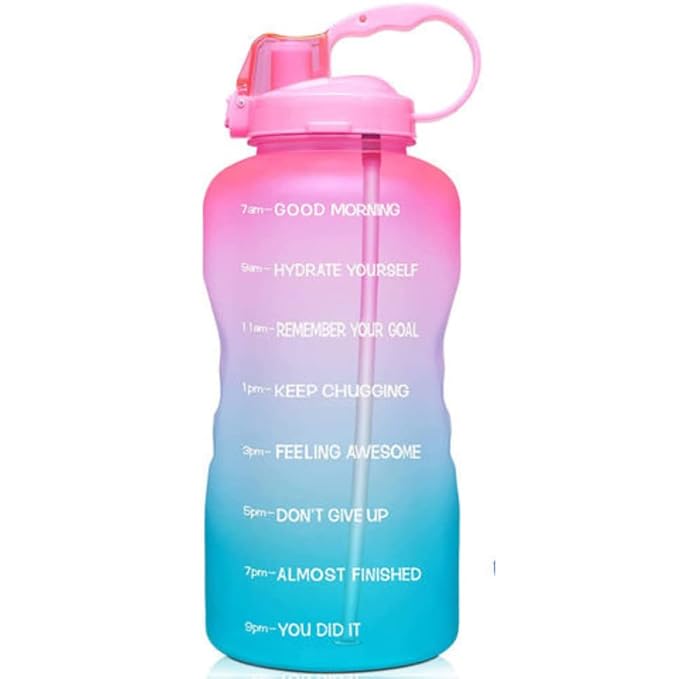 7am- GOOD MORNING
9am- HYDRATE YOURSELF
11am- REMEMBER YOUR GOAL
1pm- KEEP CHUGGING
3pm- FEELING AWESOME
5pm- DON'T GIVE UP
7pm- ALMOST FINISHED
9pm- YOU DID IT